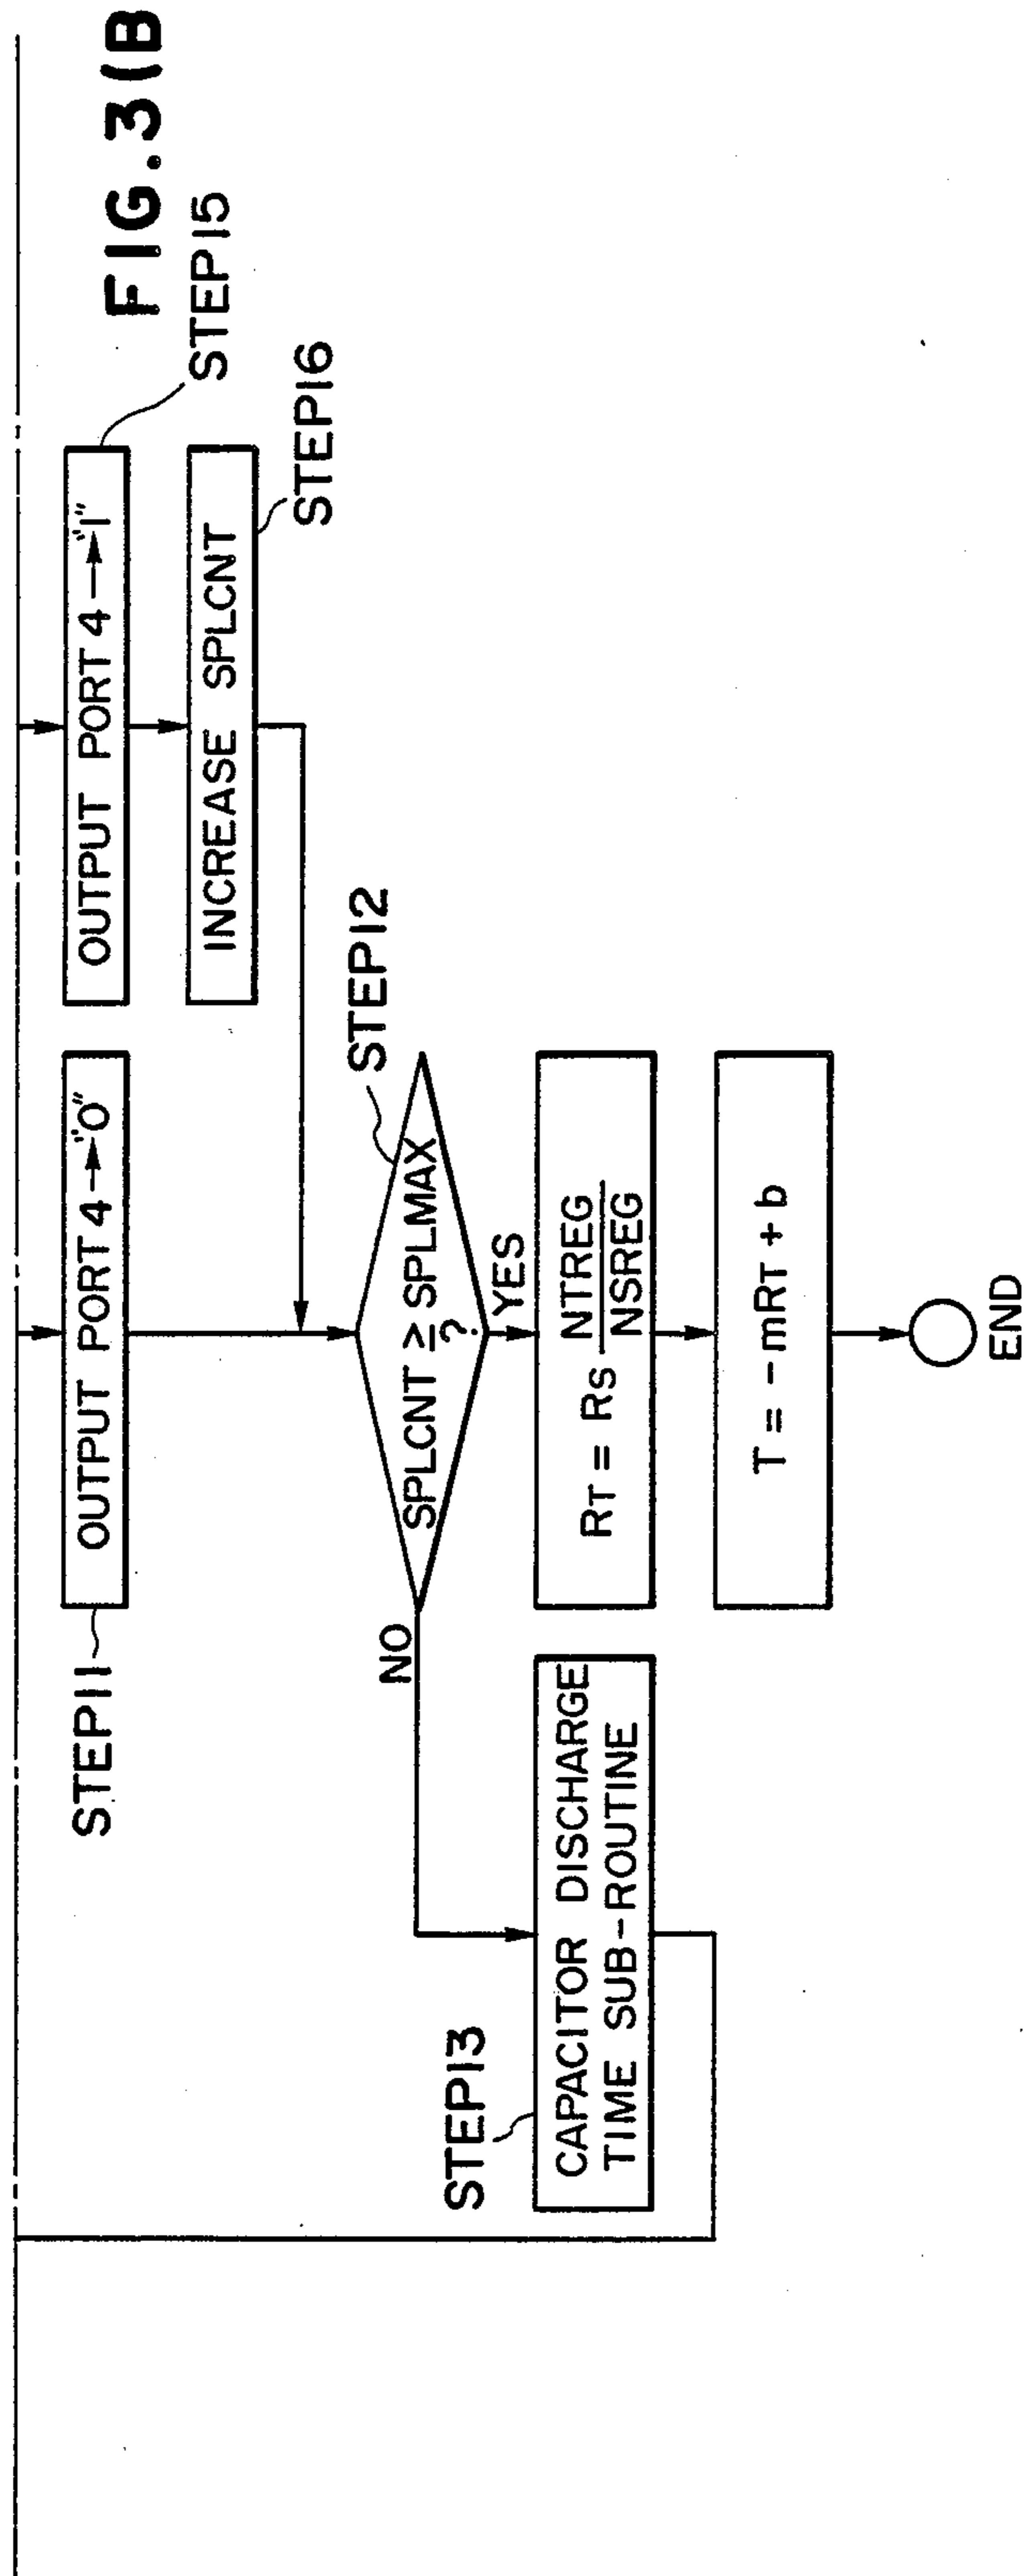 FIG. 3(B
STEP11
OUTPUT PORT 4 → "0"
OUTPUT PORT 4 → "1"
STEP15
INCREASE SPLCNT
STEP16
STEP12
SPLCNT ≥ SPLMAX
?
NO
YES
STEP13
CAPACITOR DISCHARGE
TIME SUB-ROUTINE
RT = RS NTREG
NSREG
T = -mRT + b
END